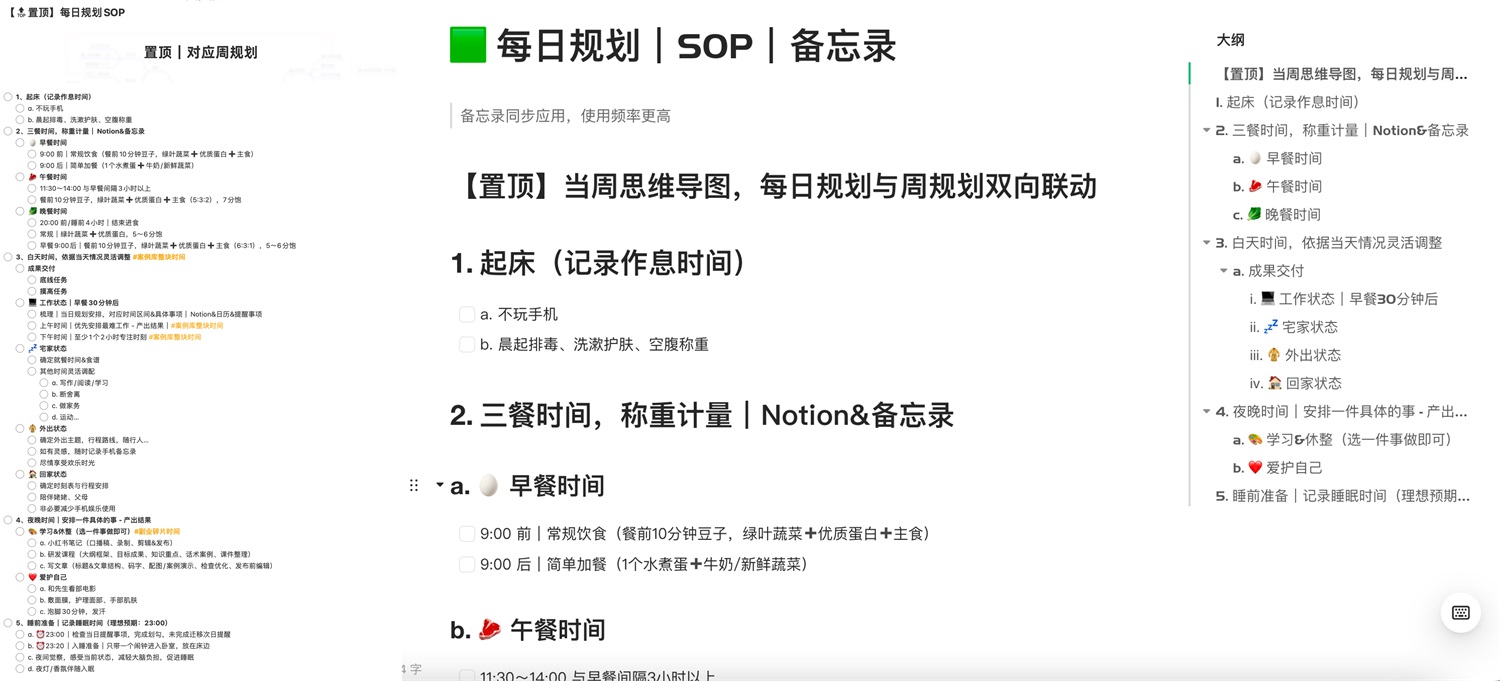 【置顶】每日规划 SOP
置顶｜对应周规划
1、起床（记录作息时间）
a. 不玩手机
b. 晨起排毒、洗漱护肤、空腹称重
2、三餐时间，称重计量｜Notion&备忘录
🥚 早餐时间
9:00 前｜常规饮食（餐前10分钟豆子，绿叶蔬菜➕优质蛋白➕主食）
9:00 后｜简单加餐（1个水煮蛋➕牛奶/新鲜蔬菜）
🥩 午餐时间
11:30～14:00 与早餐间隔3小时以上
餐前10分钟豆子，绿叶蔬菜➕优质蛋白➕主食（5:3:2），7分饱
🥬 晚餐时间
20:00 前/睡前4小时｜结束进食
常规｜绿叶蔬菜➕优质蛋白，5～6分饱
早餐9:00后｜餐前10分钟豆子，绿叶蔬菜➕优质蛋白➕主食（6:3:1），5～6分饱
3、白天时间，依据当天情况灵活调整 #案例库整块时间
成果交付
底线任务
摸高任务
💻 工作状态｜早餐30分钟后
梳理｜当日规划安排，对应时间区间&具体事项｜Notion&日历&提醒事项
上午时间｜优先安排最难工作 - 产出结果｜#案例库整块时间
下午时间｜至少1个2小时专注时刻 #案例库整块时间
💤 宅家状态
确定就餐时间&食谱
其他时间灵活调配
a. 写作/阅读/学习
b. 断舍离
c. 做家务
d. 运动...
👘 外出状态
确定外出主题，行程路线，随行人...
如有灵感，随时记录手机备忘录
尽情享受欢乐时光
🏠 回家状态
确定时刻表与行程安排
陪伴姥姥、父母
非必要减少手机娱乐使用
4、夜晚时间｜安排一件具体的事 - 产出结果
🎨 学习&休整（选一件事做即可）#副业碎片时间
a. 小红书笔记（口播稿、录制、剪辑&发布）
b. 研发课程（大纲框架、目标成果、知识重点、话术案例、课件整理）
c. 写文章（标题&文章结构、码字、配图/案例演示、检查优化、发布前编辑）
❤️ 爱护自己
a. 和先生看部电影
b. 敷面膜，护理面部、手部肌肤
c. 泡脚30分钟，发汗
5、睡前准备｜记录睡眠时间（理想预期：23:00）
a. ⏰23:00｜检查当日提醒事项，完成划勾，未完成迁移次日提醒
b. ⏰23:20｜入睡准备｜只带一个闹钟进入卧室，放在床边
c. 夜间觉察，感受当前状态，减轻大脑负担，促进睡眠
d. 夜灯/香氛伴随入眠
🟩 每日规划｜SOP｜备忘录
备忘录同步应用，使用频率更高
【置顶】当周思维导图，每日规划与周规划双向联动
1. 起床（记录作息时间）
a. 不玩手机
b. 晨起排毒、洗漱护肤、空腹称重
2. 三餐时间，称重计量｜Notion&备忘录
a. 🥚 早餐时间
9:00 前｜常规饮食（餐前10分钟豆子，绿叶蔬菜➕优质蛋白➕主食）
9:00 后｜简单加餐（1个水煮蛋➕牛奶/新鲜蔬菜）
b. 🥩 午餐时间
11:30～14:00 与早餐间隔3小时以上
4 字
大纲
【置顶】当周思维导图，每日规划与周...
1. 起床（记录作息时间）
2. 三餐时间，称重计量｜Notion&备忘录
a. 🥚 早餐时间
b. 🥩 午餐时间
c. 🥬 晚餐时间
3. 白天时间，依据当天情况灵活调整
a. 成果交付
i. 💻 工作状态｜早餐30分钟后
ii. 💤 宅家状态
iii. 👘 外出状态
iv. 🏠 回家状态
4. 夜晚时间｜安排一件具体的事 - 产出...
a. 🎨 学习&休整（选一件事做即可）
b. ❤️ 爱护自己
5. 睡前准备｜记录睡眠时间（理想预期...